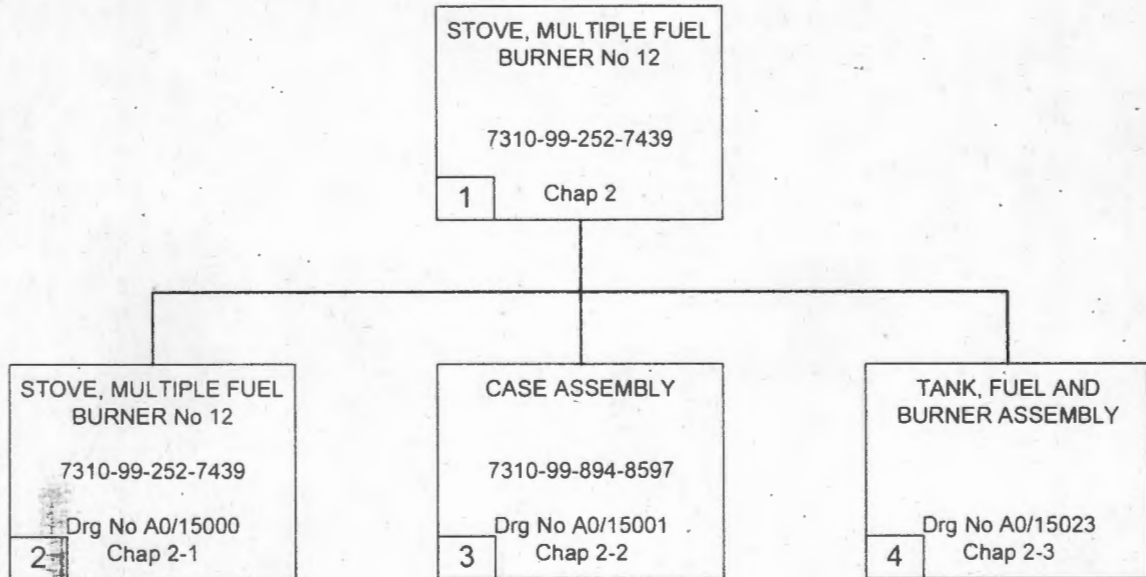 STOVE, MULTIPLE FUEL
BURNER No 12
7310-99-252-7439
Chap 2
1
STOVE, MULTIPLE FUEL
BURNER No 12
7310-99-252-7439
Drg No A0/15000
Chap 2-1
2
CASE ASSEMBLY
7310-99-894-8597
Drg No A0/15001
Chap 2-2
3
TANK, FUEL AND
BURNER ASSEMBLY
Drg No A0/15023
Chap 2-3
4